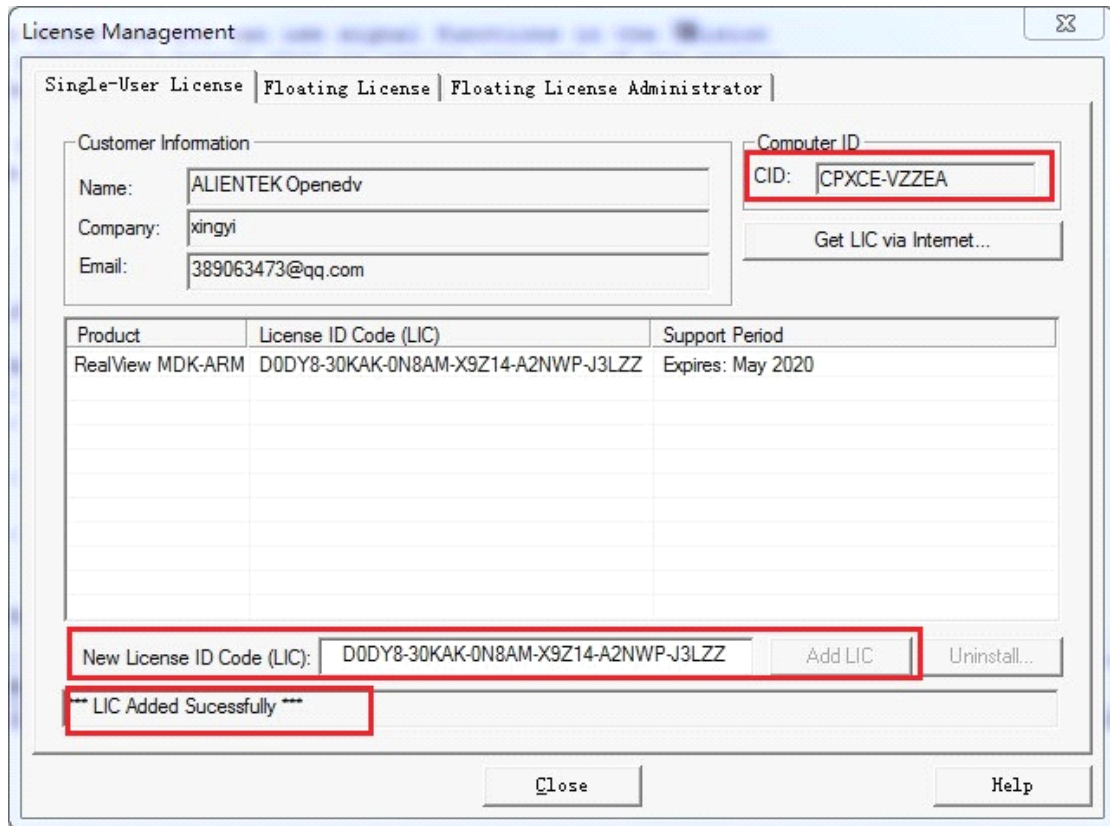 License Management
Single-User License Floating License Floating License Administrator
Customer Information
Name: ALIENTEK Openedv
Company: xingyi
Email: 389063473@qq.com
Computer ID
CID: CPXCE-VZZEA
Get LIC via Internet...
Product License ID Code (LIC) Support Period
RealView MDK-ARM D0DY8-30KAK-0N8AM-X9Z14-A2NWP-J3LZZ Expires: May 2020
New License ID Code (LIC): D0DY8-30KAK-0N8AM-X9Z14-A2NWP-J3LZZ Add LIC Uninstall...
*** LIC Added Sucessfully ***
Close Help